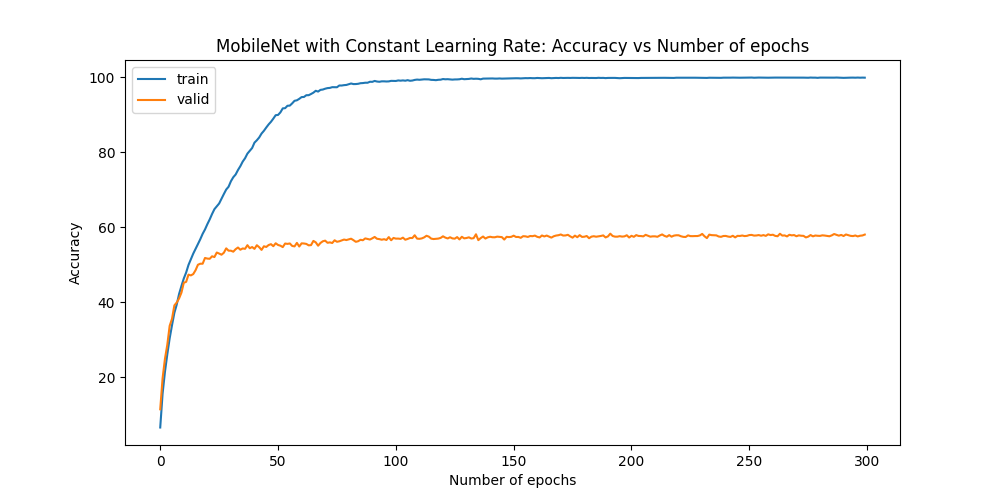 MobileNet with Constant Learning Rate: Accuracy vs Number of epochs
train
valid
100
80
60
40
20
Accuracy
0 50 100 150 200 250 300
Number of epochs